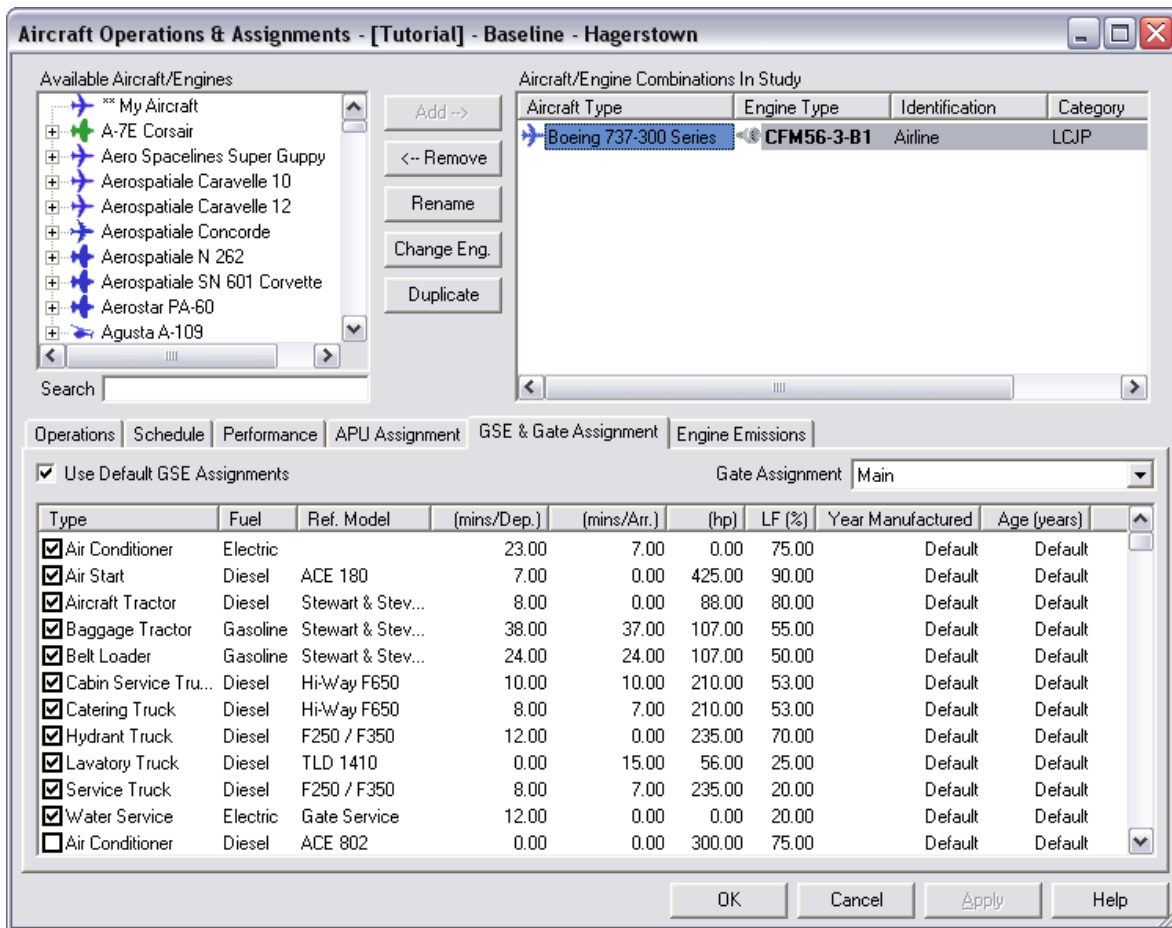 Aircraft Operations & Assignments - [Tutorial] - Baseline - Hagerstown
Available Aircraft/Engines
** My Aircraft
A-7E Corsair
Aero Spacelines Super Guppy
Aerospatiale Caravelle 10
Aerospatiale Caravelle 12
Aerospatiale Concorde
Aerospatiale N 262
Aerospatiale SN 601 Corvette
Aerostar PA-60
Agusta A-109
Search
Add -->
<-- Remove
Rename
Change Eng.
Duplicate
Aircraft/Engine Combinations In Study
Aircraft Type Engine Type Identification Category
Boeing 737-300 Series CFM56-3-B1 Airline LCJP
Operations Schedule Performance APU Assignment GSE & Gate Assignment Engine Emissions
Use Default GSE Assignments Gate Assignment Main
Type Fuel Ref. Model (mins/Dep.) (mins/Arr.) (hp) LF (%) Year Manufactured Age (years)
Air Conditioner Electric 23.00 7.00 0.00 75.00 Default Default
Air Start Diesel ACE 180 7.00 0.00 425.00 90.00 Default Default
Aircraft Tractor Diesel Stewart & Stev... 8.00 0.00 88.00 80.00 Default Default
Baggage Tractor Gasoline Stewart & Stev... 38.00 37.00 107.00 55.00 Default Default
Belt Loader Gasoline Stewart & Stev... 24.00 24.00 107.00 50.00 Default Default
Cabin Service Tru... Diesel Hi-Way F650 10.00 10.00 210.00 53.00 Default Default
Catering Truck Diesel Hi-Way F650 8.00 7.00 210.00 53.00 Default Default
Hydrant Truck Diesel F250 / F350 12.00 0.00 235.00 70.00 Default Default
Lavatory Truck Diesel TLD 1410 0.00 15.00 56.00 25.00 Default Default
Service Truck Diesel F250 / F350 8.00 7.00 235.00 20.00 Default Default
Water Service Electric Gate Service 12.00 0.00 0.00 20.00 Default Default
Air Conditioner Diesel ACE 802 0.00 0.00 300.00 75.00 Default Default
OK Cancel Apply Help